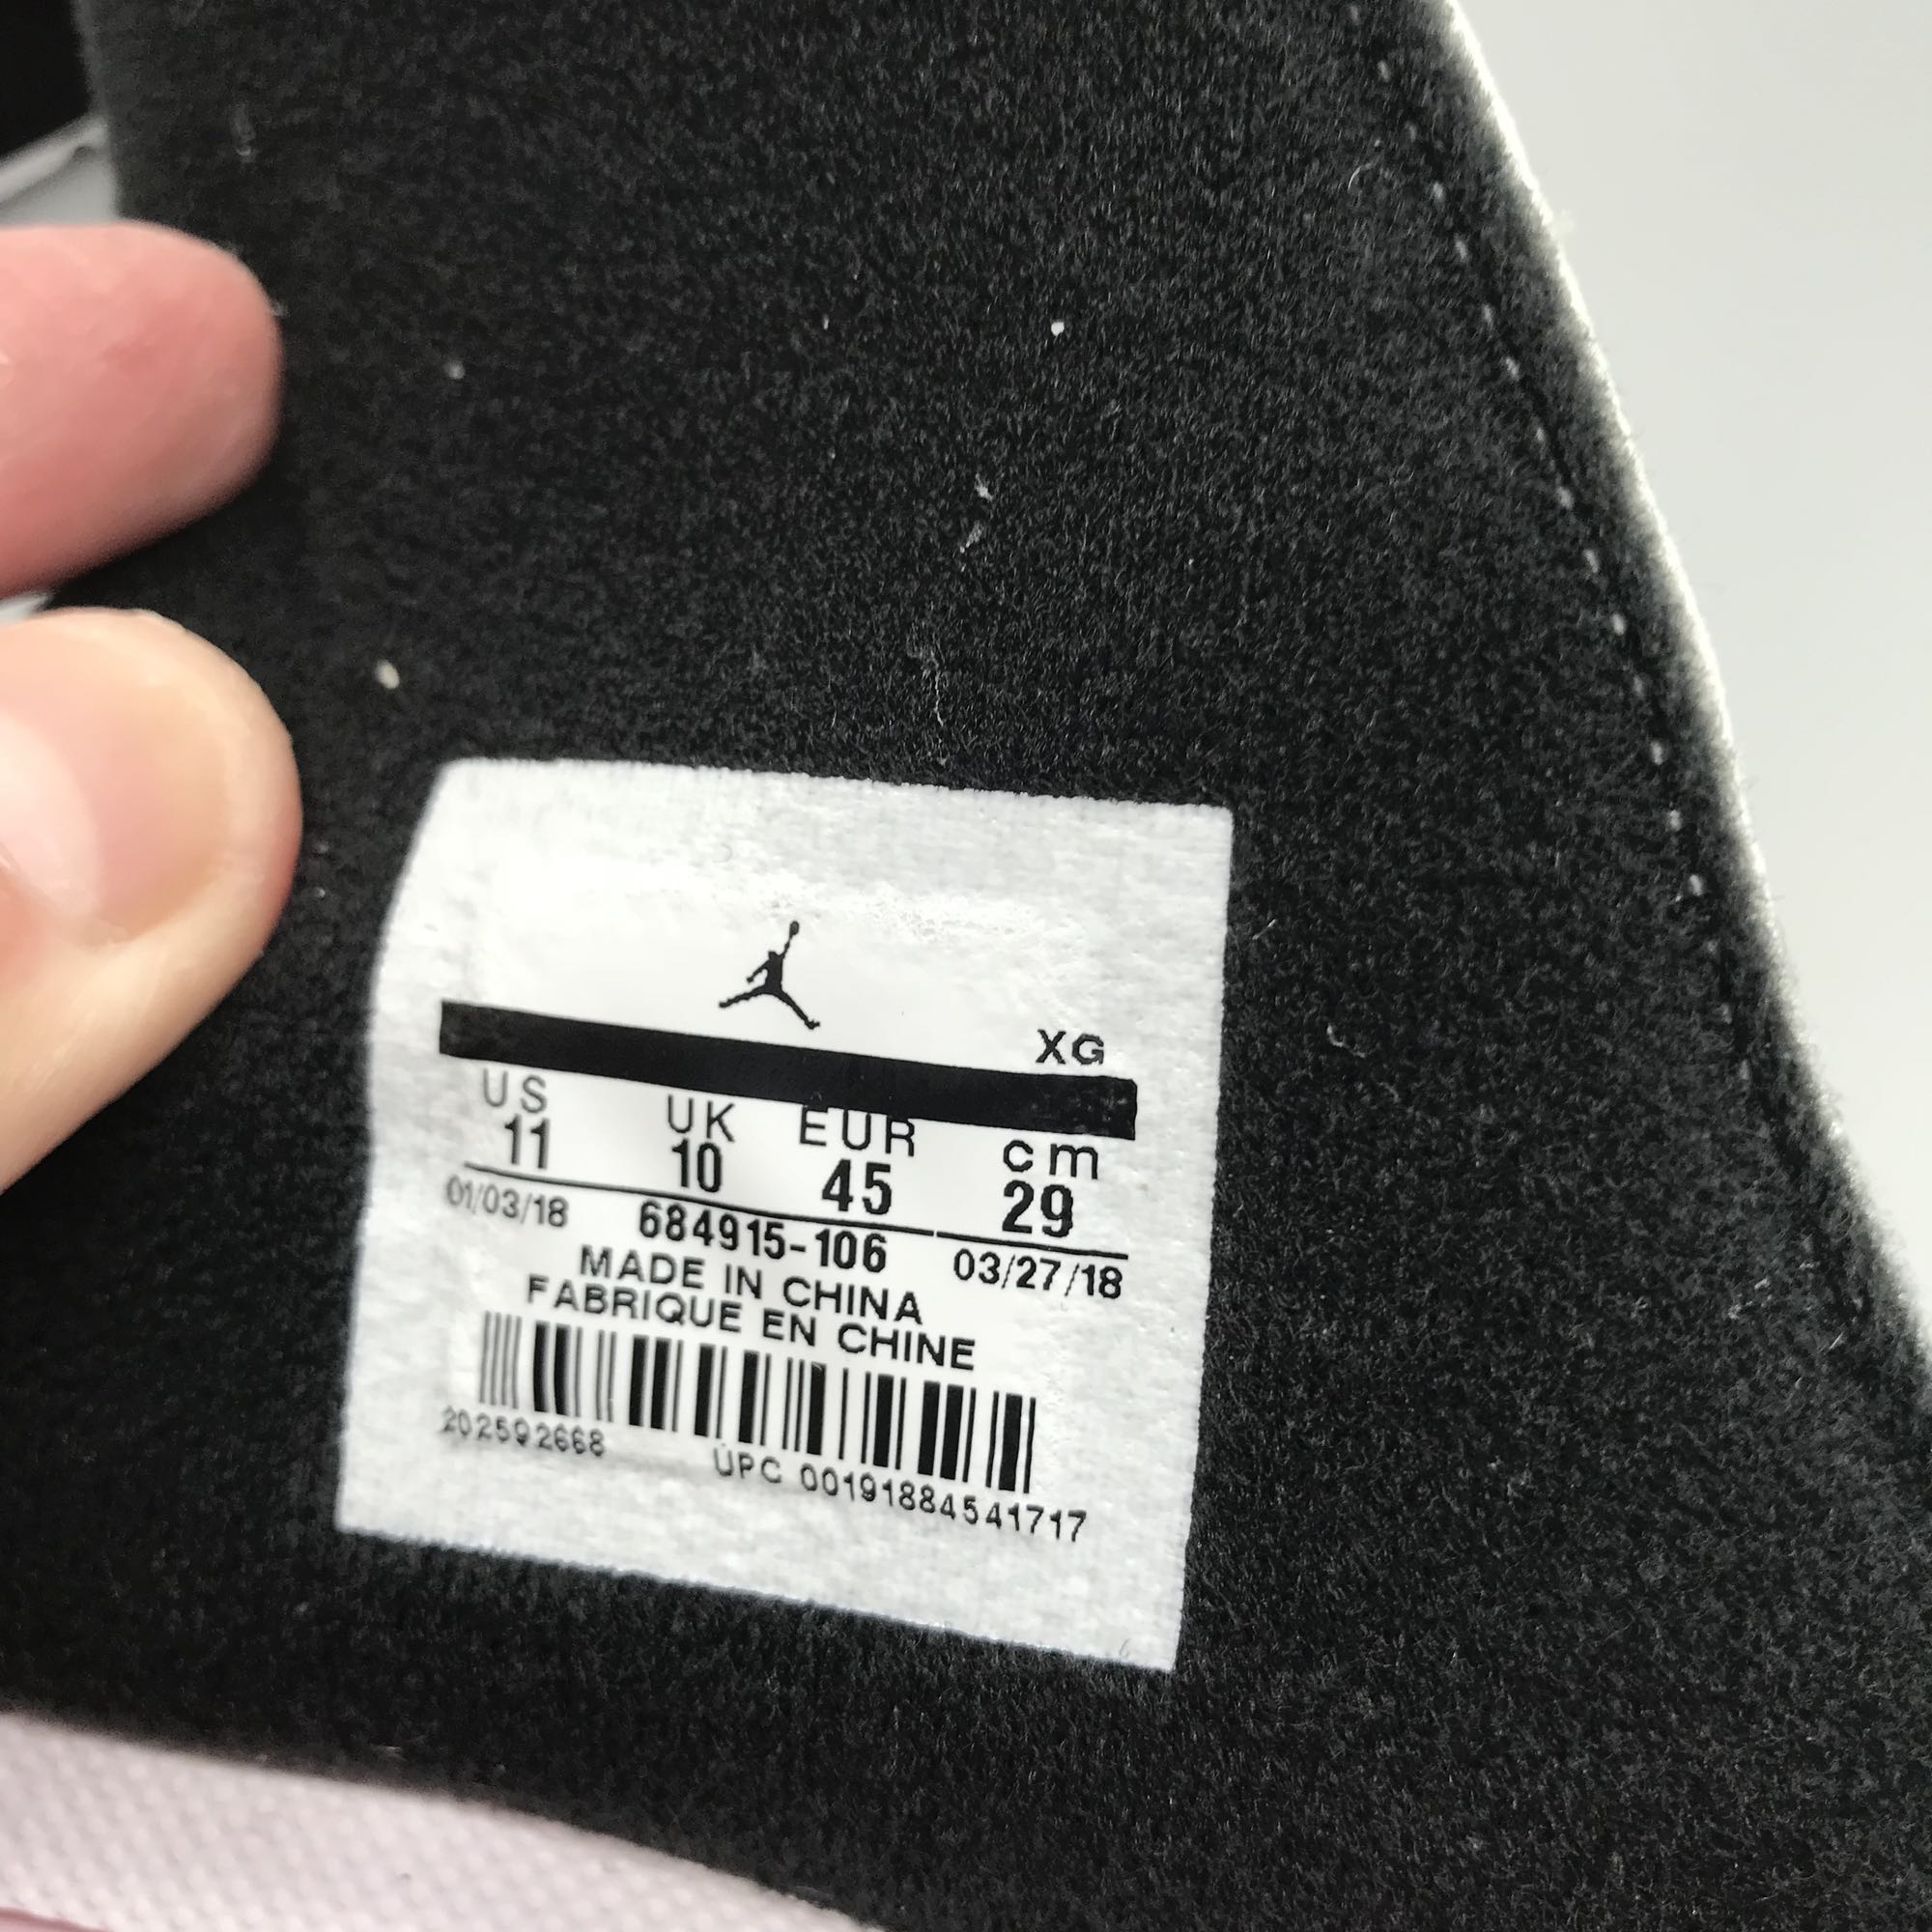 XG
US UK EUR cm
11 10 45 29
01/03/18 684915-106 03/27/18
MADE IN CHINA
FABRIQUE EN CHINE
202592668 UPC 00191884541717